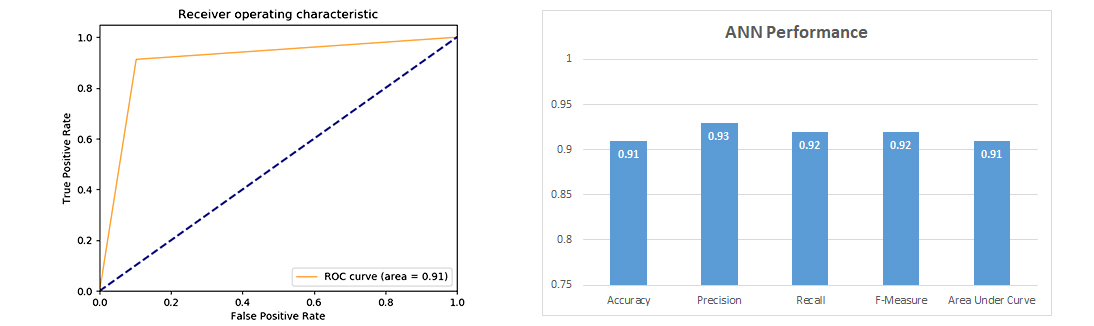 Receiver operating characteristic
True Positive Rate
1.0
0.8
0.6
0.4
0.2
0.0
0.0 0.2 0.4 0.6 0.8 1.0
False Positive Rate
ROC curve (area = 0.91)
ANN Performance
1
0.95
0.9
0.85
0.8
0.75
0.91 0.93 0.92 0.92 0.91
Accuracy Precision Recall F-Measure Area Under Curve